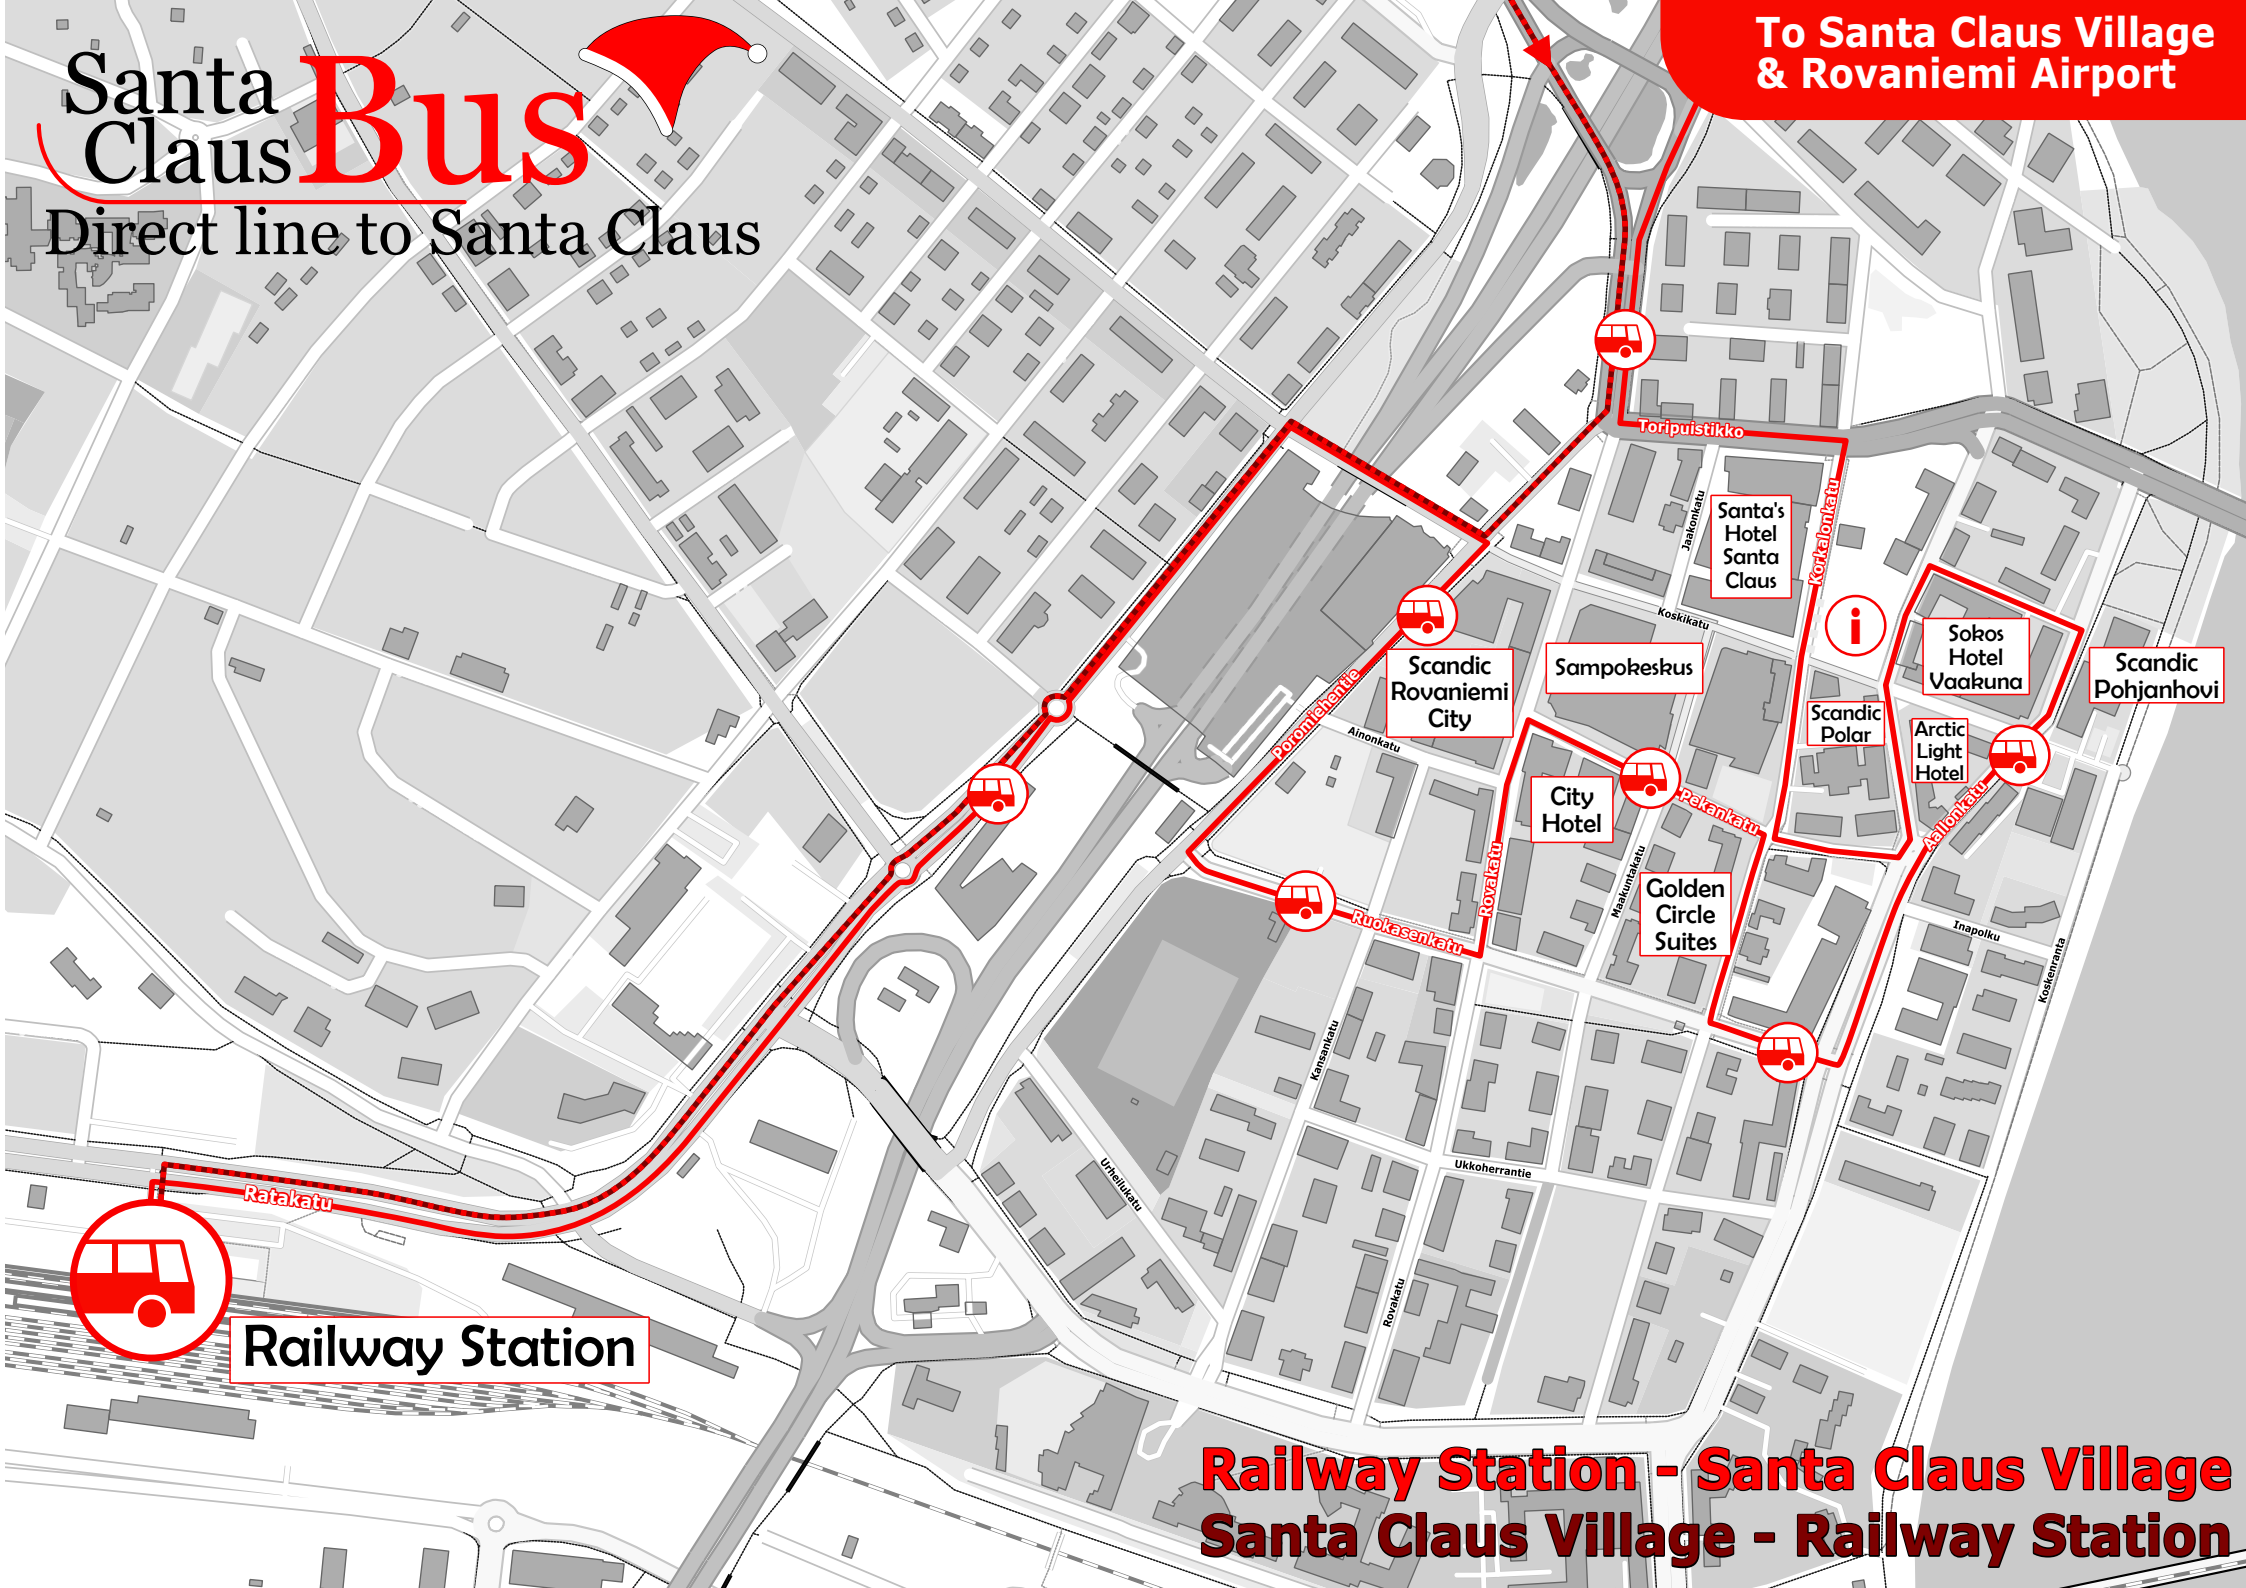 Santa
Claus Bus
Direct line to Santa Claus
To Santa Claus Village
& Rovaniemi Airport
Toripuistikko
Jaakonkatu
Santa's
Hotel
Santa
Claus
Korkalonkatu
i
Koskikatu
Sokos
Hotel
Vaakuna
Scandic
Pohjanhovi
Scandic
Rovaniemi
City
Sampokeskus
Poromiehentie
Ainonkatu
Scandic
Polar
Arctic
Light
Hotel
City
Hotel
Pekankatu
Aallonkatu
Rovakatu
Maakuntakatu
Golden
Circle
Suites
Ruokasenkatu
Inapolku
Koskenranta
Kansankatu
Urheilukatu
Ukkoherrantie
Rovakatu
i
Ratakatu
Railway Station
Railway Station - Santa Claus Village
Santa Claus Village - Railway Station